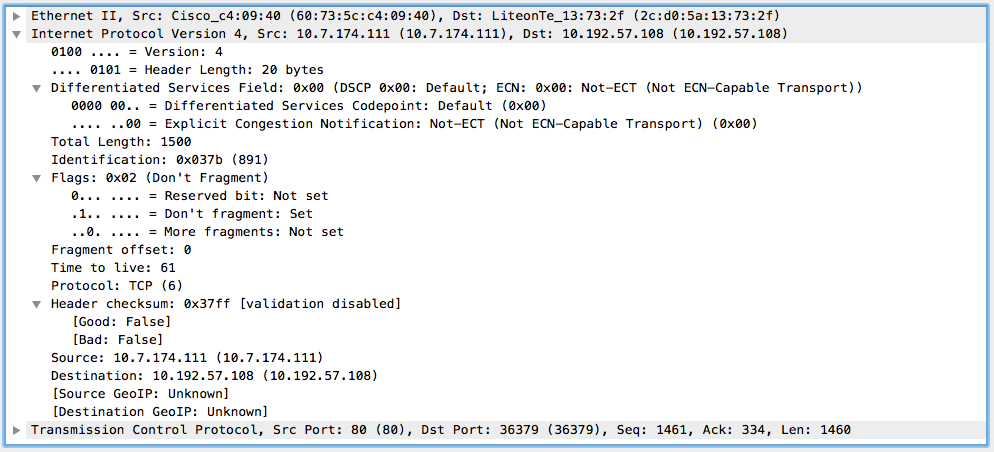 Ethernet II, Src: Cisco_c4:09:40 (60:73:5c:c4:09:40), Dst: LiteonTe_13:73:2f (2c:d0:5a:13:73:2f)
Internet Protocol Version 4, Src: 10.7.174.111 (10.7.174.111), Dst: 10.192.57.108 (10.192.57.108)
0100 .... = Version: 4
.... 0101 = Header Length: 20 bytes
Differentiated Services Field: 0x00 (DSCP 0x00: Default; ECN: 0x00: Not-ECT (Not ECN-Capable Transport))
0000 00.. = Differentiated Services Codepoint: Default (0x00)
.... ..00 = Explicit Congestion Notification: Not-ECT (Not ECN-Capable Transport) (0x00)
Total Length: 1500
Identification: 0x037b (891)
Flags: 0x02 (Don't Fragment)
0... .... = Reserved bit: Not set
.1.. .... = Don't fragment: Set
..0. .... = More fragments: Not set
Fragment offset: 0
Time to live: 61
Protocol: TCP (6)
Header checksum: 0x37ff [validation disabled]
[Good: False]
[Bad: False]
Source: 10.7.174.111 (10.7.174.111)
Destination: 10.192.57.108 (10.192.57.108)
[Source GeoIP: Unknown]
[Destination GeoIP: Unknown]
Transmission Control Protocol, Src Port: 80 (80), Dst Port: 36379 (36379), Seq: 1461, Ack: 334, Len: 1460